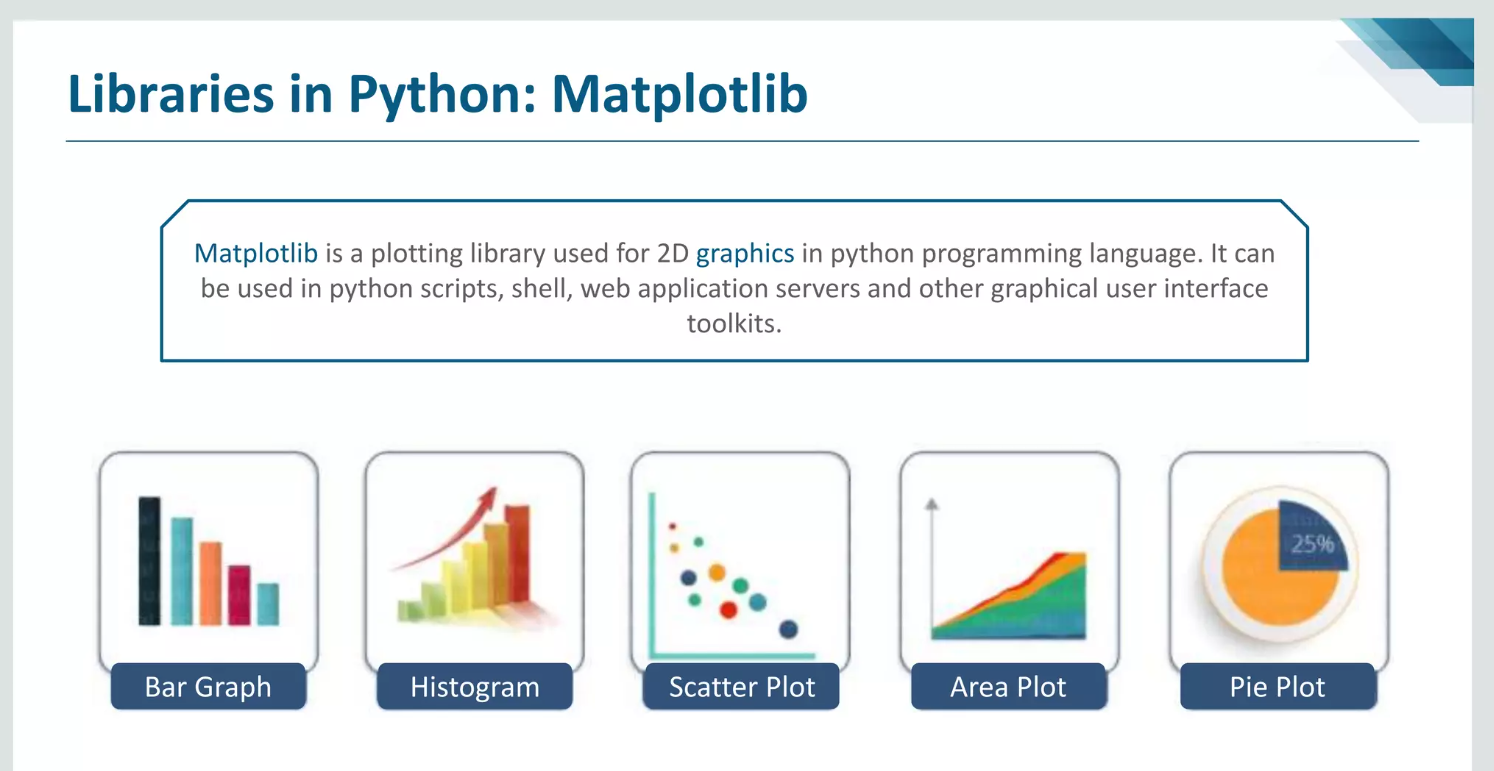 Libraries in Python: Matplotlib
Matplotlib is a plotting library used for 2D graphics in python programming language. It can
be used in python scripts, shell, web application servers and other graphical user interface
toolkits.
25%
Bar Graph
Histogram
Scatter Plot
Area Plot
Pie Plot